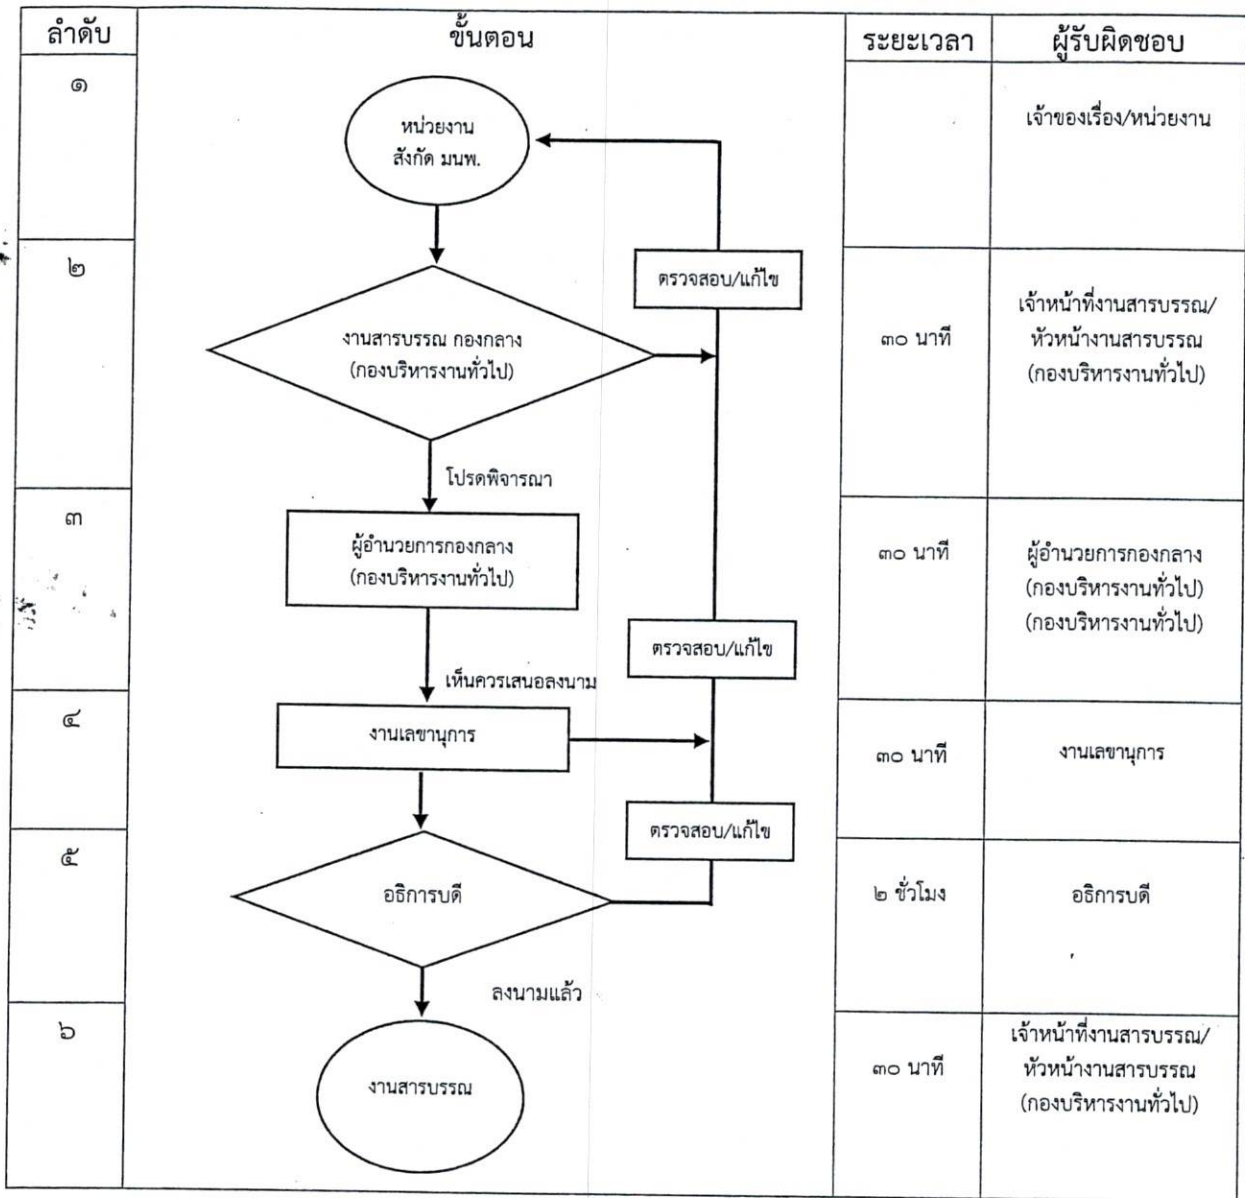 ลำดับ
ขั้นตอน
ระยะเวลา
ผู้รับผิดชอบ
๑
หน่วยงาน
สังกัด มนพ.
เจ้าของเรื่อง/หน่วยงาน
๒
ตรวจสอบ/แก้ไข
งานสารบรรณ กองกลาง
(กองบริหารงานทั่วไป)
๓๐ นาที
เจ้าหน้าที่งานสารบรรณ/
หัวหน้างานสารบรรณ
(กองบริหารงานทั่วไป)
โปรดพิจารณา
๓
ผู้อำนวยการกองกลาง
(กองบริหารงานทั่วไป)
๓๐ นาที
ผู้อำนวยการกองกลาง
(กองบริหารงานทั่วไป)
(กองบริหารงานทั่วไป)
ตรวจสอบ/แก้ไข
เห็นควรเสนอลงนาม
๔
งานเลขานุการ
๓๐ นาที
งานเลขานุการ
ตรวจสอบ/แก้ไข
๕
อธิการบดี
๒ ชั่วโมง
อธิการบดี
ลงนามแล้ว
๖
งานสารบรรณ
๓๐ นาที
เจ้าหน้าที่งานสารบรรณ/
หัวหน้างานสารบรรณ
(กองบริหารงานทั่วไป)